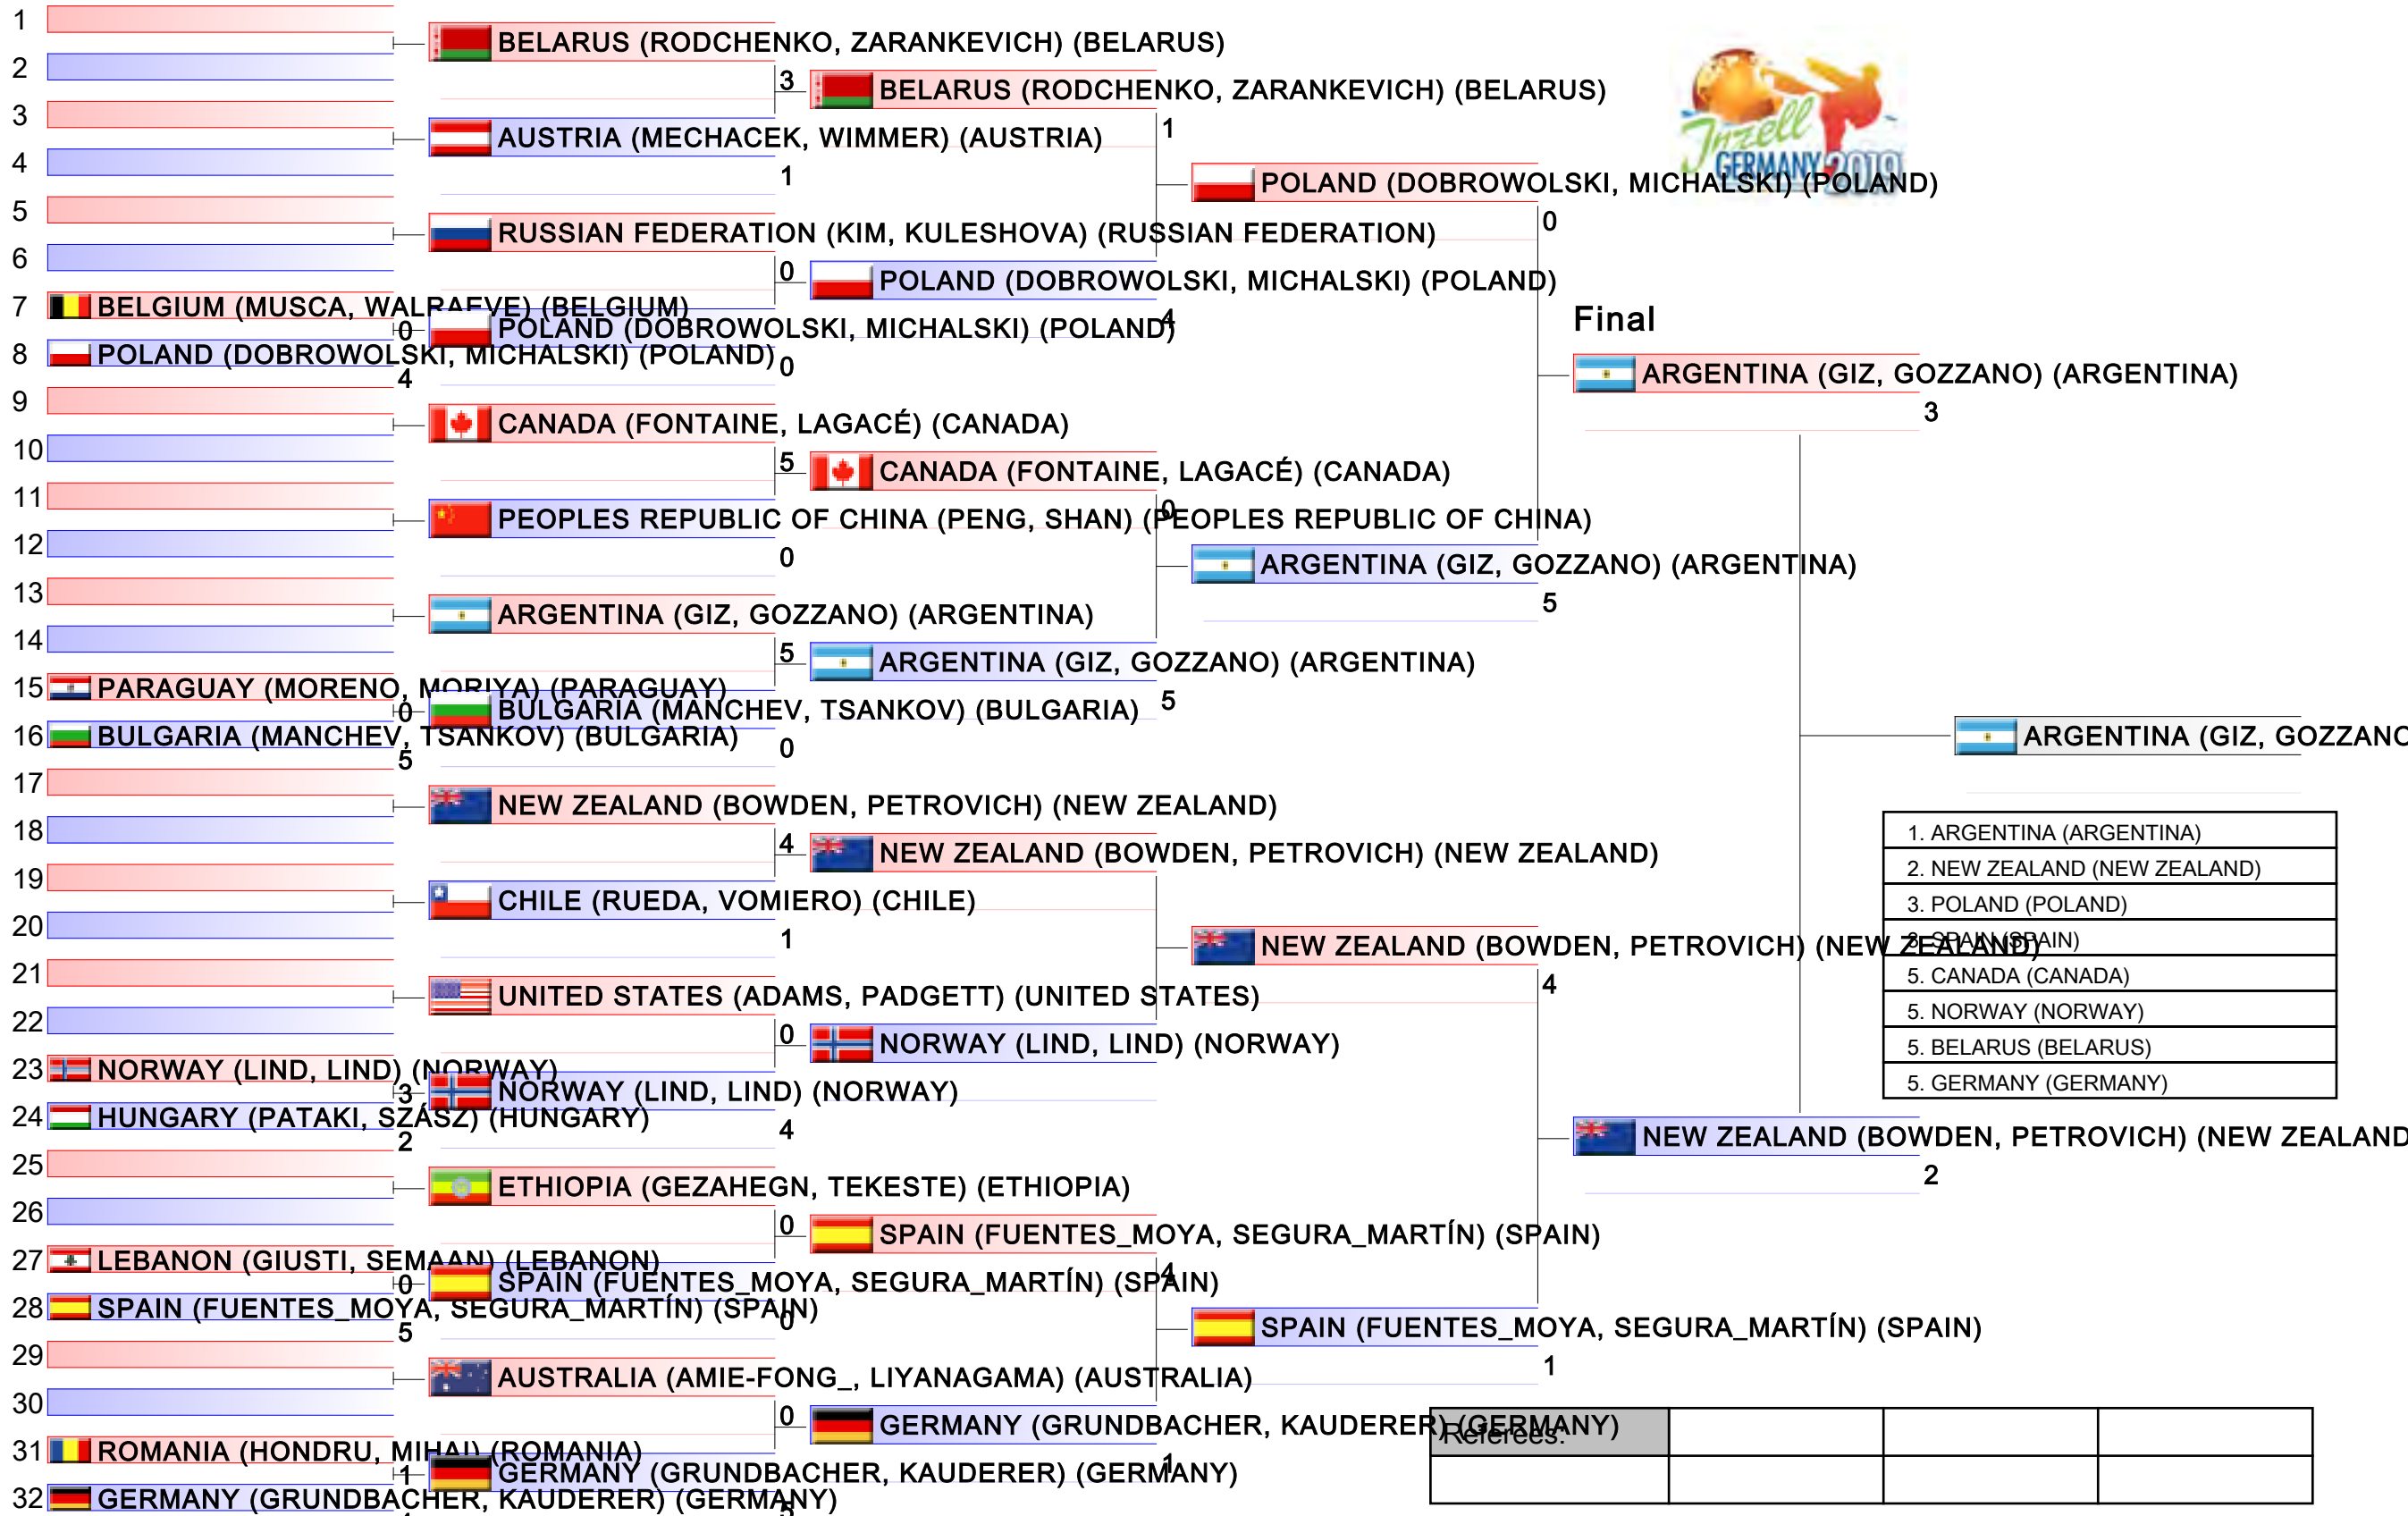 1
BELARUS (RODCHENKO, ZARANKEVICH) (BELARUS)
2
3
BELARUS (RODCHENKO, ZARANKEVICH) (BELARUS)
3
1
AUSTRIA (MECHACEK, WIMMER) (AUSTRIA)
4
1
Inzell
GERMANY 2019
POLAND (DOBROWOLSKI, MICHALSKI) (POLAND)
5
0
RUSSIAN FEDERATION (KIM, KULESHOVA) (RUSSIAN FEDERATION)
6
0
POLAND (DOBROWOLSKI, MICHALSKI) (POLAND)
4
7
BELGIUM (MUSCA, WALRAEVE) (BELGIUM)
0
POLAND (DOBROWOLSKI, MICHALSKI) (POLAND)
Final
8
POLAND (DOBROWOLSKI, MICHALSKI) (POLAND)
4
0
ARGENTINA (GIZ, GOZZANO) (ARGENTINA)
3
9
CANADA (FONTAINE, LAGACÉ) (CANADA)
10
5
CANADA (FONTAINE, LAGACÉ) (CANADA)
0
11
PEOPLES REPUBLIC OF CHINA (PENG, SHAN) (PEOPLES REPUBLIC OF CHINA)
12
0
ARGENTINA (GIZ, GOZZANO) (ARGENTINA)
5
13
ARGENTINA (GIZ, GOZZANO) (ARGENTINA)
14
5
ARGENTINA (GIZ, GOZZANO) (ARGENTINA)
5
15
PARAGUAY (MORENO, MORIYA) (PARAGUAY)
0
BULGARIA (MANCHEV, TSANKOV) (BULGARIA)
16
BULGARIA (MANCHEV, TSANKOV) (BULGARIA)
5
0
ARGENTINA (GIZ, GOZZANO
17
NEW ZEALAND (BOWDEN, PETROVICH) (NEW ZEALAND)
18
4
NEW ZEALAND (BOWDEN, PETROVICH) (NEW ZEALAND)
19
CHILE (RUEDA, VOMIERO) (CHILE)
20
1
NEW ZEALAND (BOWDEN, PETROVICH) (NEW ZEALAND)
4
1. ARGENTINA (ARGENTINA)
2. NEW ZEALAND (NEW ZEALAND)
3. POLAND (POLAND)
3. SPAIN (SPAIN)
5. CANADA (CANADA)
5. NORWAY (NORWAY)
5. BELARUS (BELARUS)
5. GERMANY (GERMANY)
21
UNITED STATES (ADAMS, PADGETT) (UNITED STATES)
22
0
NORWAY (LIND, LIND) (NORWAY)
23
NORWAY (LIND, LIND) (NORWAY)
3
NORWAY (LIND, LIND) (NORWAY)
24
HUNGARY (PATAKI, SZÁSZ) (HUNGARY)
2
4
NEW ZEALAND (BOWDEN, PETROVICH) (NEW ZEALAND
2
25
ETHIOPIA (GEZAHEGN, TEKESTE) (ETHIOPIA)
26
0
SPAIN (FUENTES_MOYA, SEGURA_MARTÍN) (SPAIN)
4
27
LEBANON (GIUSTI, SEMAAN) (LEBANON)
0
SPAIN (FUENTES_MOYA, SEGURA_MARTÍN) (SPAIN)
28
SPAIN (FUENTES_MOYA, SEGURA_MARTÍN) (SPAIN)
5
0
SPAIN (FUENTES_MOYA, SEGURA_MARTÍN) (SPAIN)
1
29
AUSTRALIA (AMIE-FONG_, LIYANAGAMA) (AUSTRALIA)
30
0
GERMANY (GRUNDBACHER, KAUDERER) (GERMANY)
1
Referees:
31
ROMANIA (HONDRU, MIHAI) (ROMANIA)
1
GERMANY (GRUNDBACHER, KAUDERER) (GERMANY)
32
GERMANY (GRUNDBACHER, KAUDERER) (GERMANY)
5